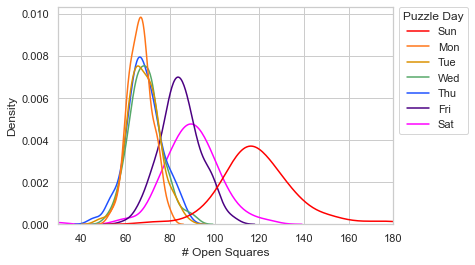 Puzzle Day
Sun
Mon
Tue
Wed
Thu
Fri
Sat
0.010
0.008
0.006
0.004
0.002
0.000
Density
40 60 80 100 120 140 160 180
# Open Squares